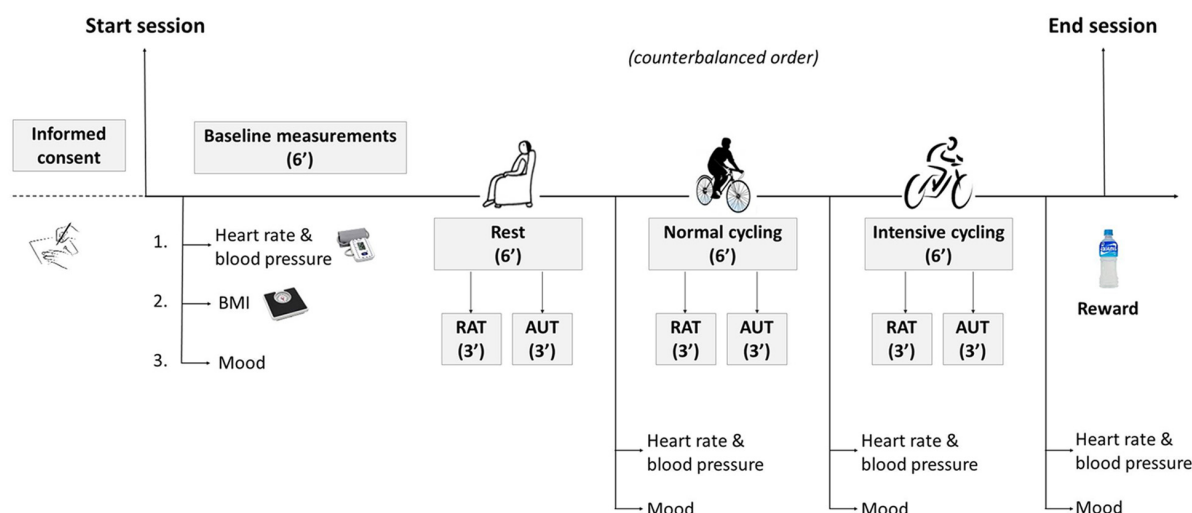 Start session
End session
(counterbalanced order)
Informed
consent
Baseline measurements
(6’)
1.
Heart rate &
blood pressure
2.
BMI
3.
Mood
Rest
(6’)
RAT
(3’)
AUT
(3’)
Normal cycling
(6’)
RAT
(3’)
AUT
(3’)
Intensive cycling
(6’)
RAT
(3’)
AUT
(3’)
Reward
Heart rate &
blood pressure
Mood
Heart rate &
blood pressure
Mood
Heart rate &
blood pressure
Mood